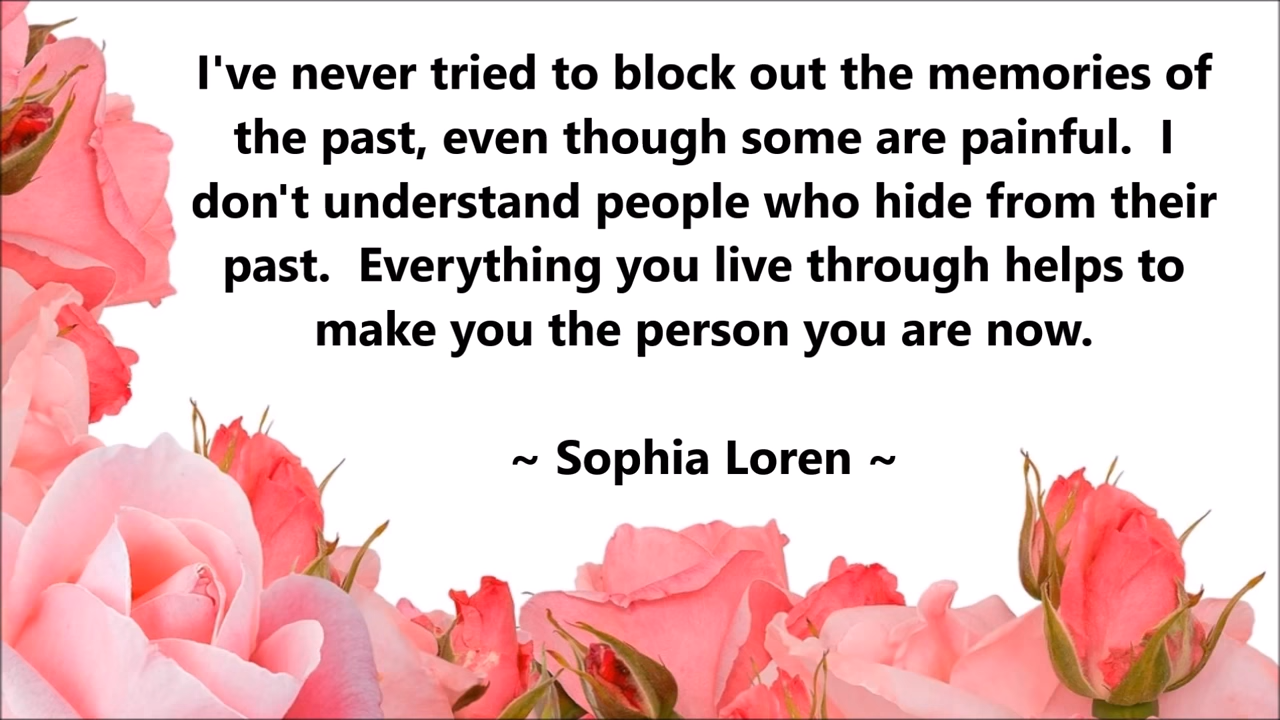 I've never tried to block out the memories of
the past, even though some are painful.  I
don't understand people who hide from their
past.  Everything you live through helps to
make you the person you are now.
~ Sophia Loren ~